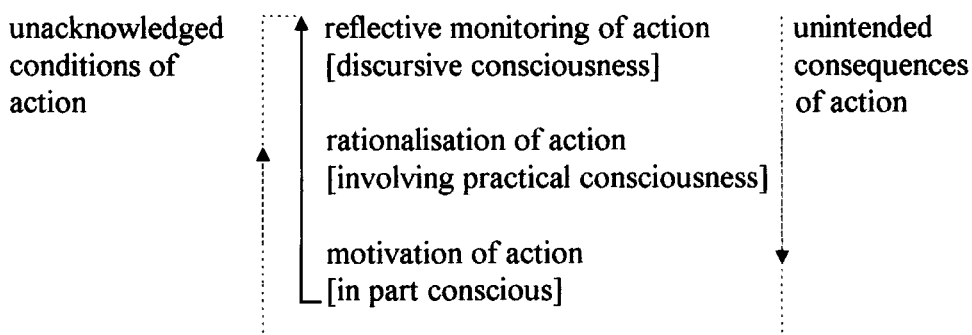 unacknowledged
conditions of
action
reflective monitoring of action
[discursive consciousness]
rationalisation of action
[involving practical consciousness]
motivation of action
[in part conscious]
unintended
consequences
of action